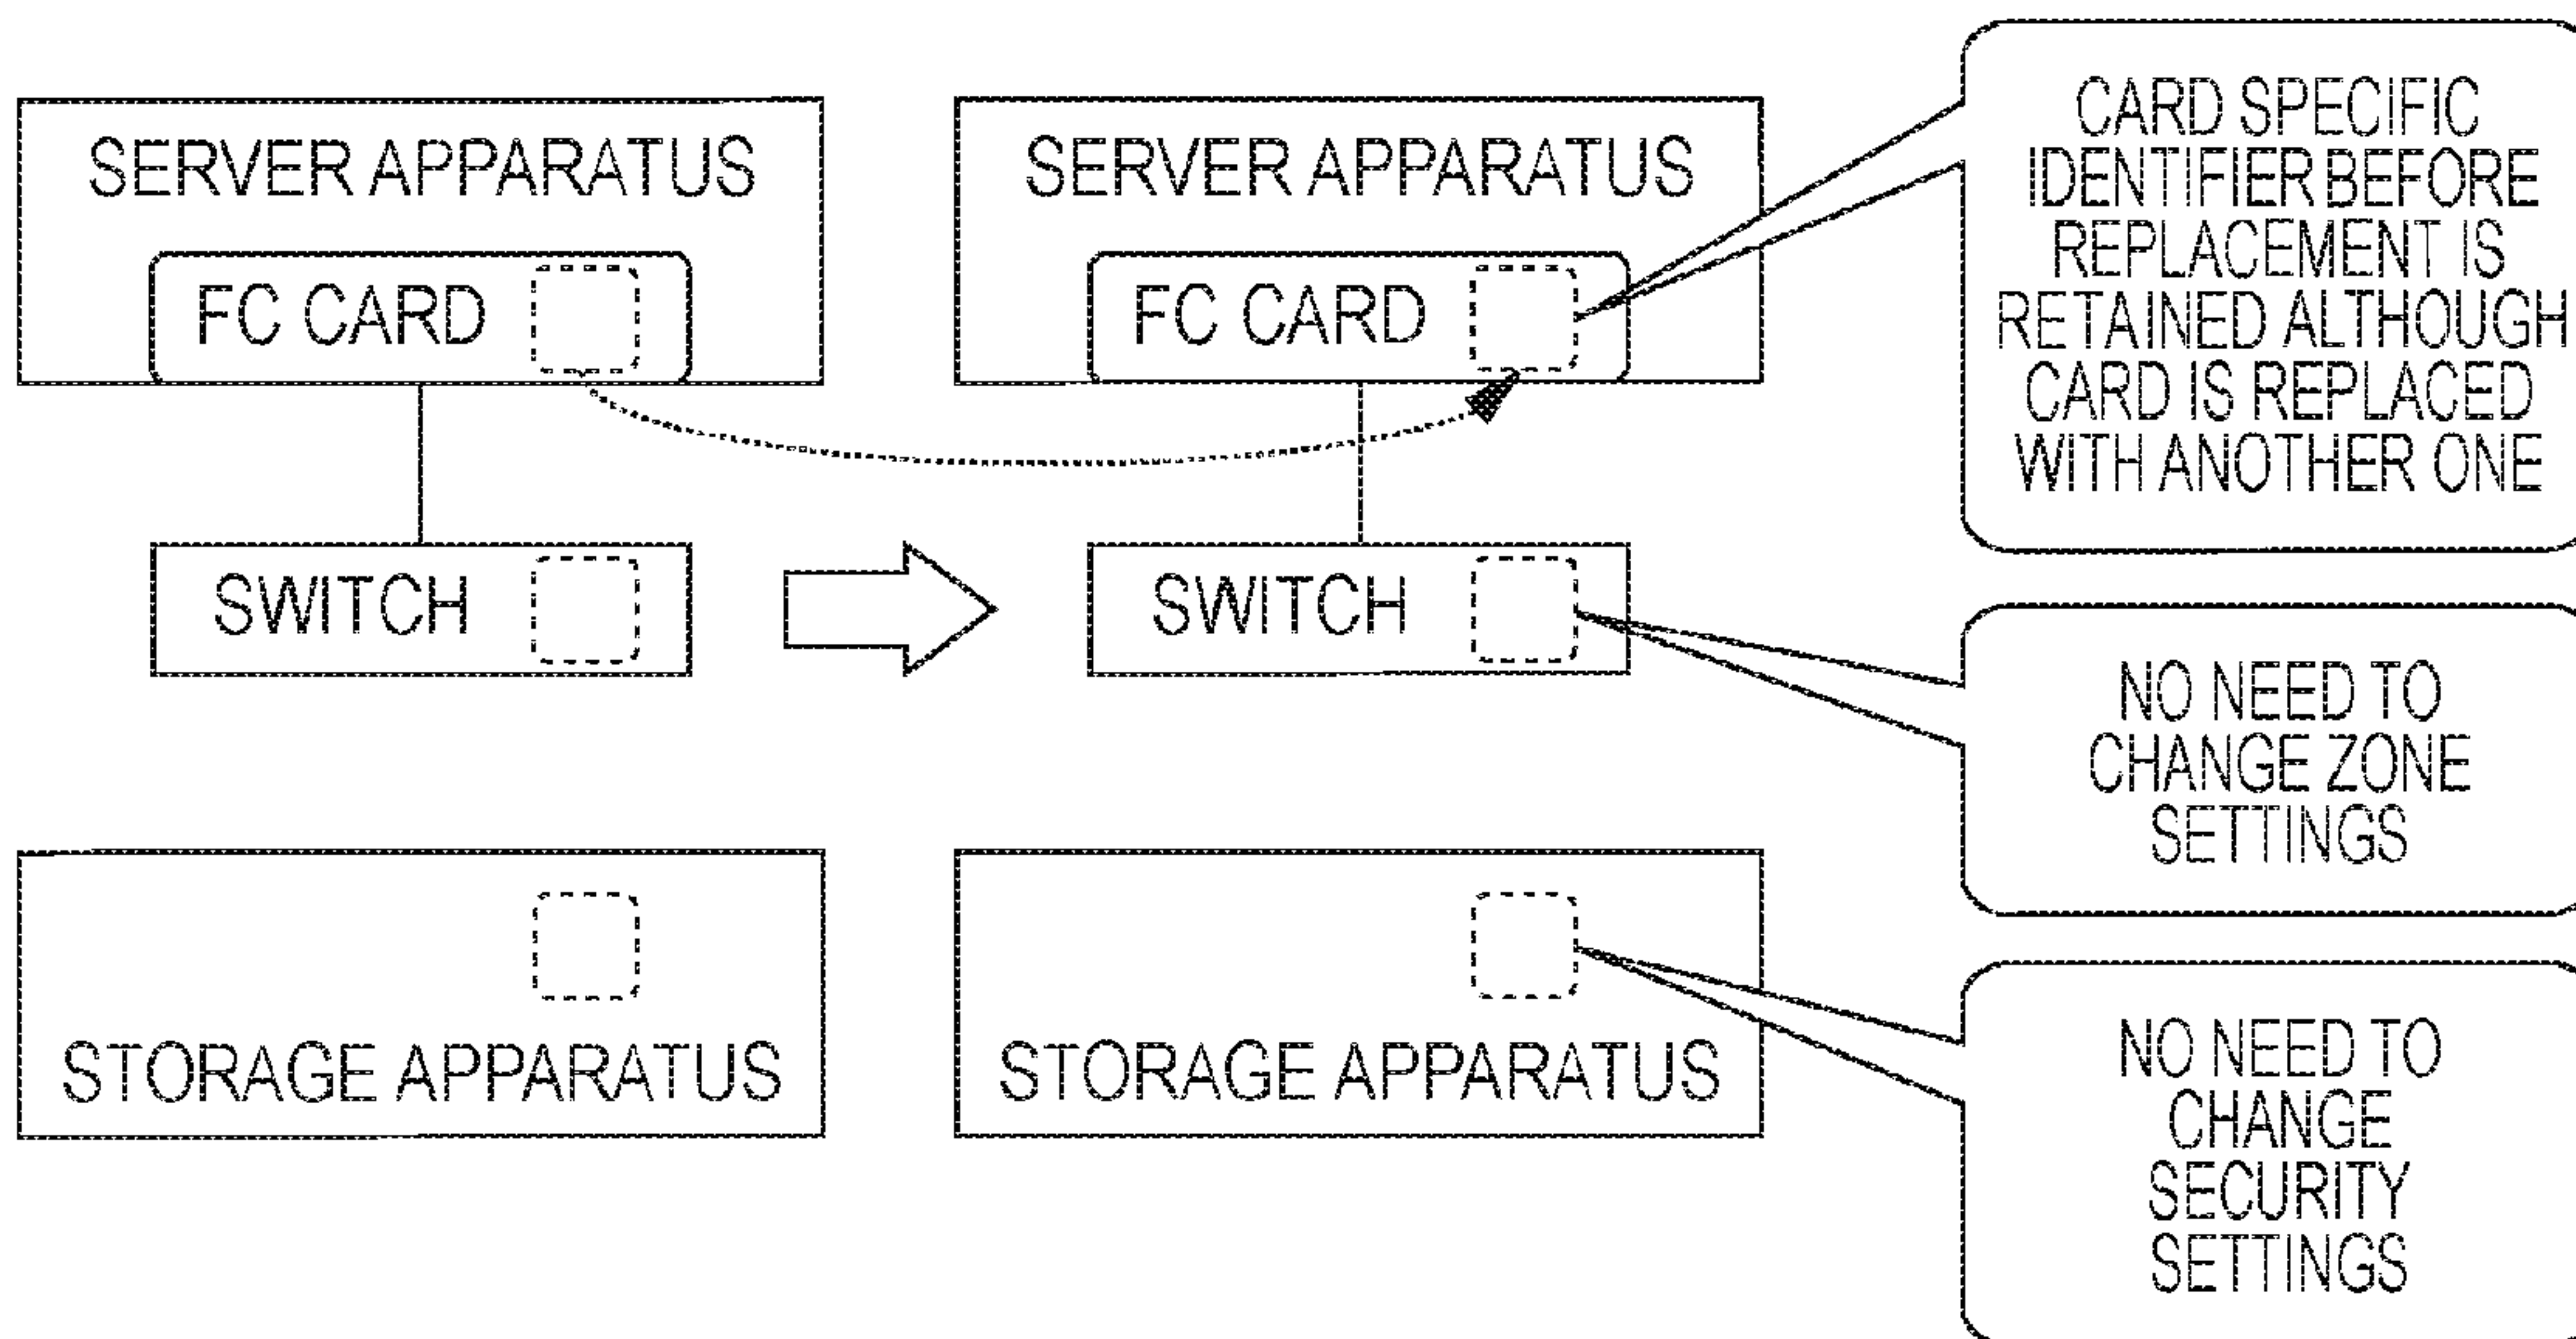 SERVER APPARATUS
FC CARD
SWITCH
STORAGE APPARATUS
SERVER APPARATUS
FC CARD
SWITCH
STORAGE APPARATUS
CARD SPECIFIC
IDENTIFIER BEFORE
REPLACEMENT IS
RETAINED ALTHOUGH
CARD IS REPLACED
WITH ANOTHER ONE
NO NEED TO
CHANGE ZONE
SETTINGS
NO NEED TO
CHANGE
SECURITY
SETTINGS